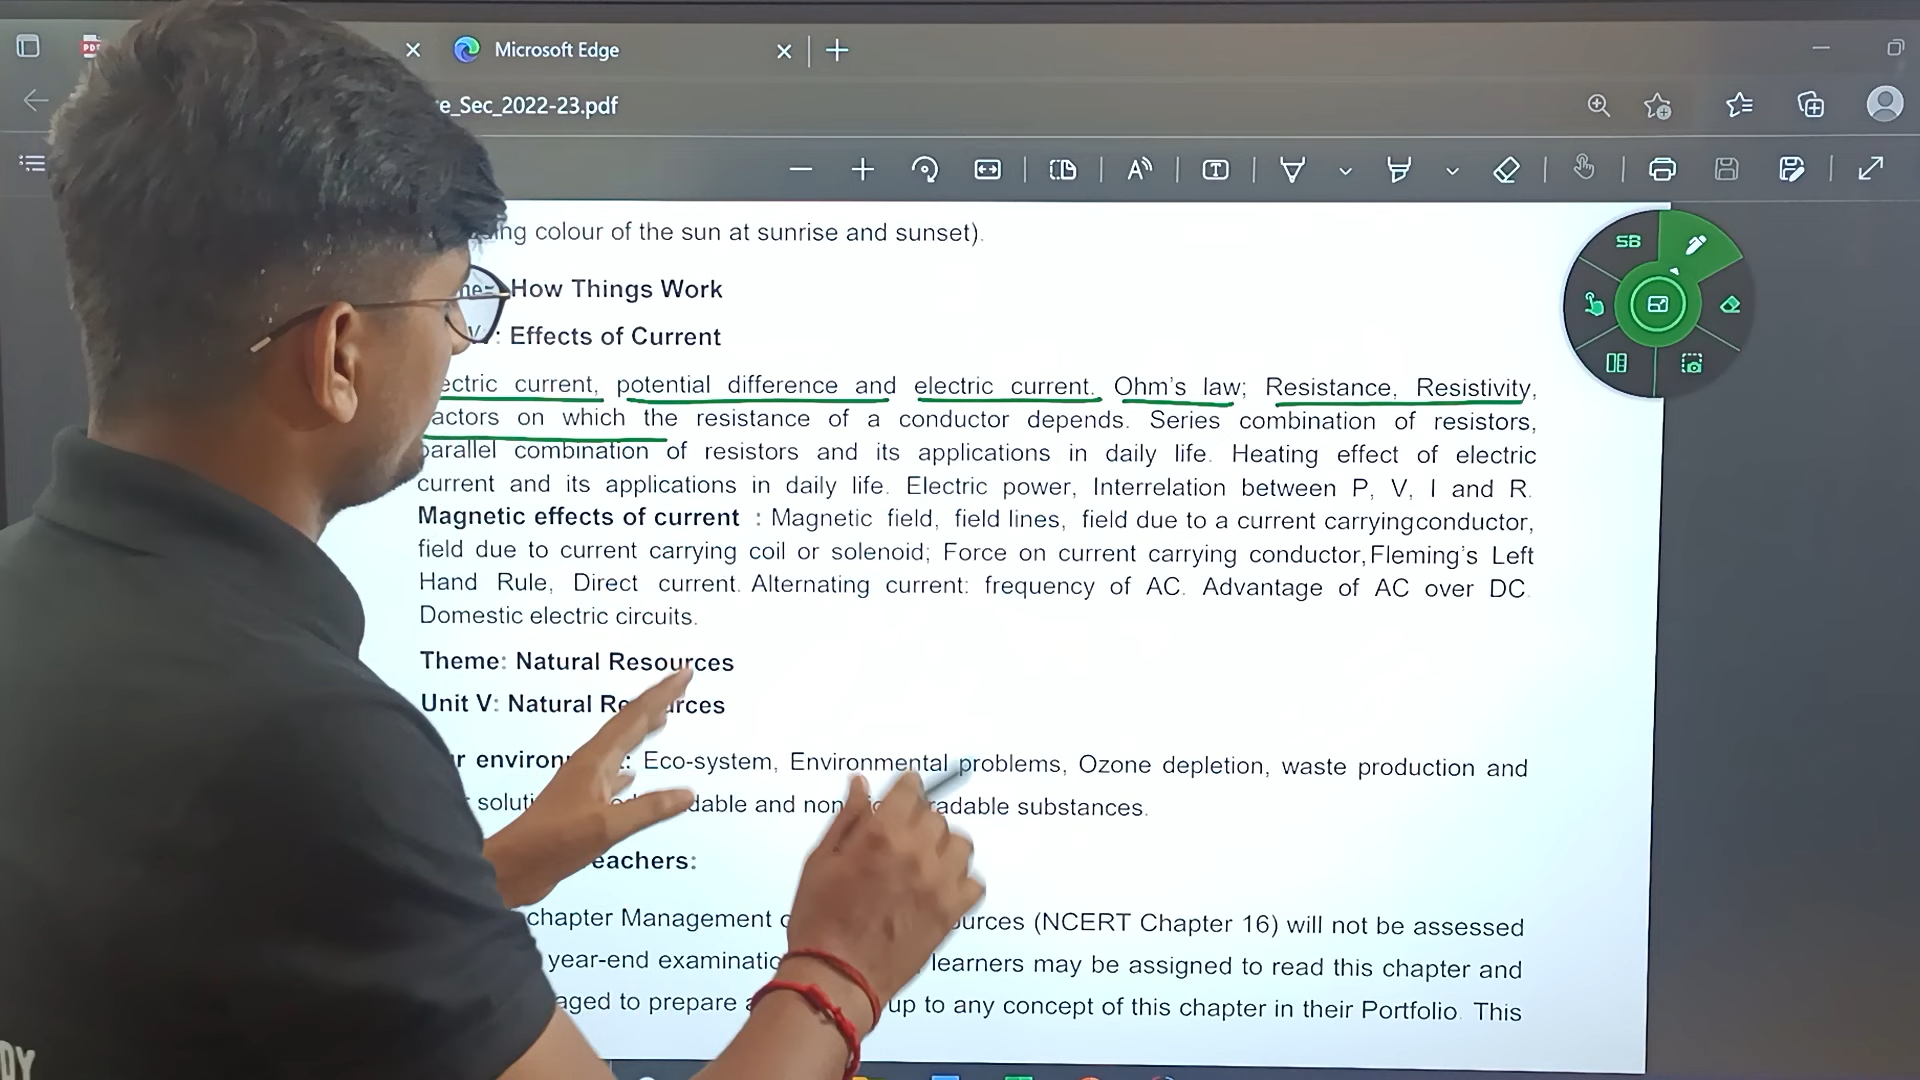 Microsoft Edge
e_Sec_2022-23.pdf
SB
ing colour of the sun at sunrise and sunset).
How Things Work
: Effects of Current
ectric current, potential difference and electric current. Ohm's law; Resistance, Resistivity,
actors on which the resistance of a conductor depends. Series combination of resistors,
parallel combination of resistors and its applications in daily life. Heating effect of electric
current and its applications in daily life. Electric power, Interrelation between P, V, I and R.
Magnetic effects of current : Magnetic field, field lines, field due to a current carryingconductor,
field due to current carrying coil or solenoid; Force on current carrying conductor,Fleming's Left
Hand Rule, Direct current. Alternating current: frequency of AC. Advantage of AC over DC.
Domestic electric circuits.
Theme: Natural Resources
Unit V: Natural Resources
r environ : Eco-system, Environmental problems, Ozone depletion, waste production and
soluti dable and non radable substances.
eachers:
chapter Management urces (NCERT Chapter 16) will not be assessed
year-end examinatio learners may be assigned to read this chapter and
aged to prepare a up to any concept of this chapter in their Portfolio. This
DY